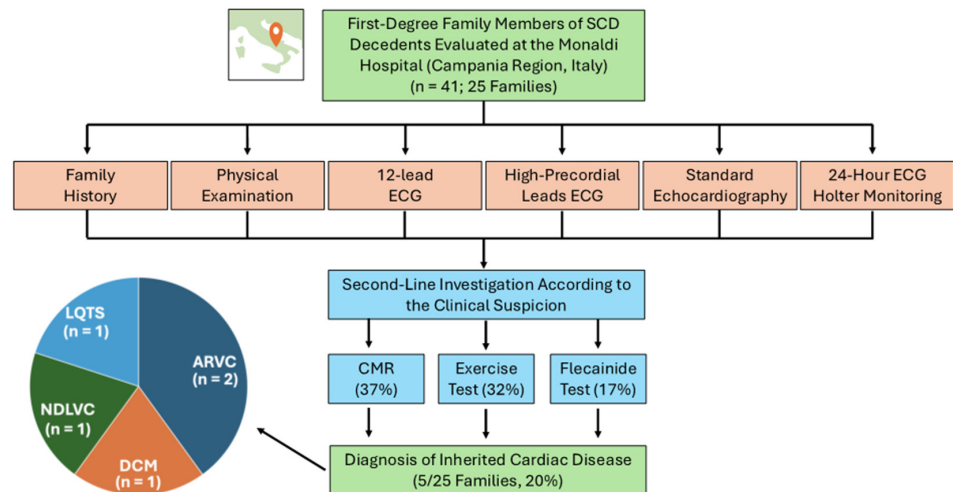 First-Degree Family Members of SCD
Decedents Evaluated at the Monaldi
Hospital (Campania Region, Italy)
(n = 41; 25 Families)
Family
History
Physical
Examination
12-lead
ECG
High-Precordial
Leads ECG
Standard
Echocardiography
24-Hour ECG
Holter Monitoring
Second-Line Investigation According to
the Clinical Suspicion
CMR
(37%)
Exercise
Test (32%)
Flecainide
Test (17%)
Diagnosis of Inherited Cardiac Disease
(5/25 Families, 20%)
LQTS
(n = 1)
ARVC
(n = 2)
NDLVC
(n = 1)
DCM
(n = 1)